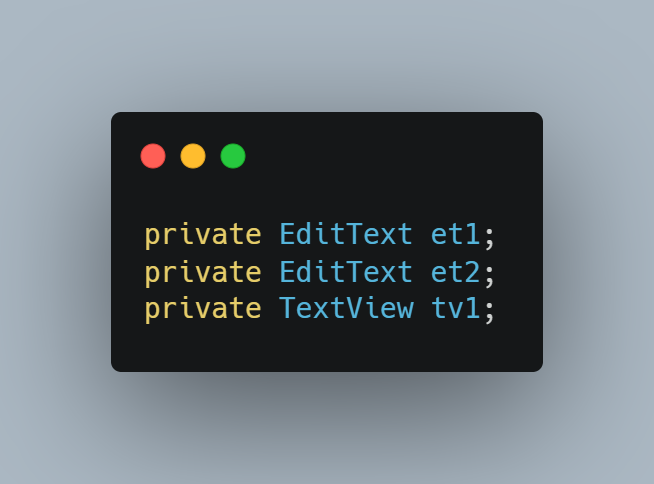 private EditText et1;
private EditText et2;
private TextView tv1;